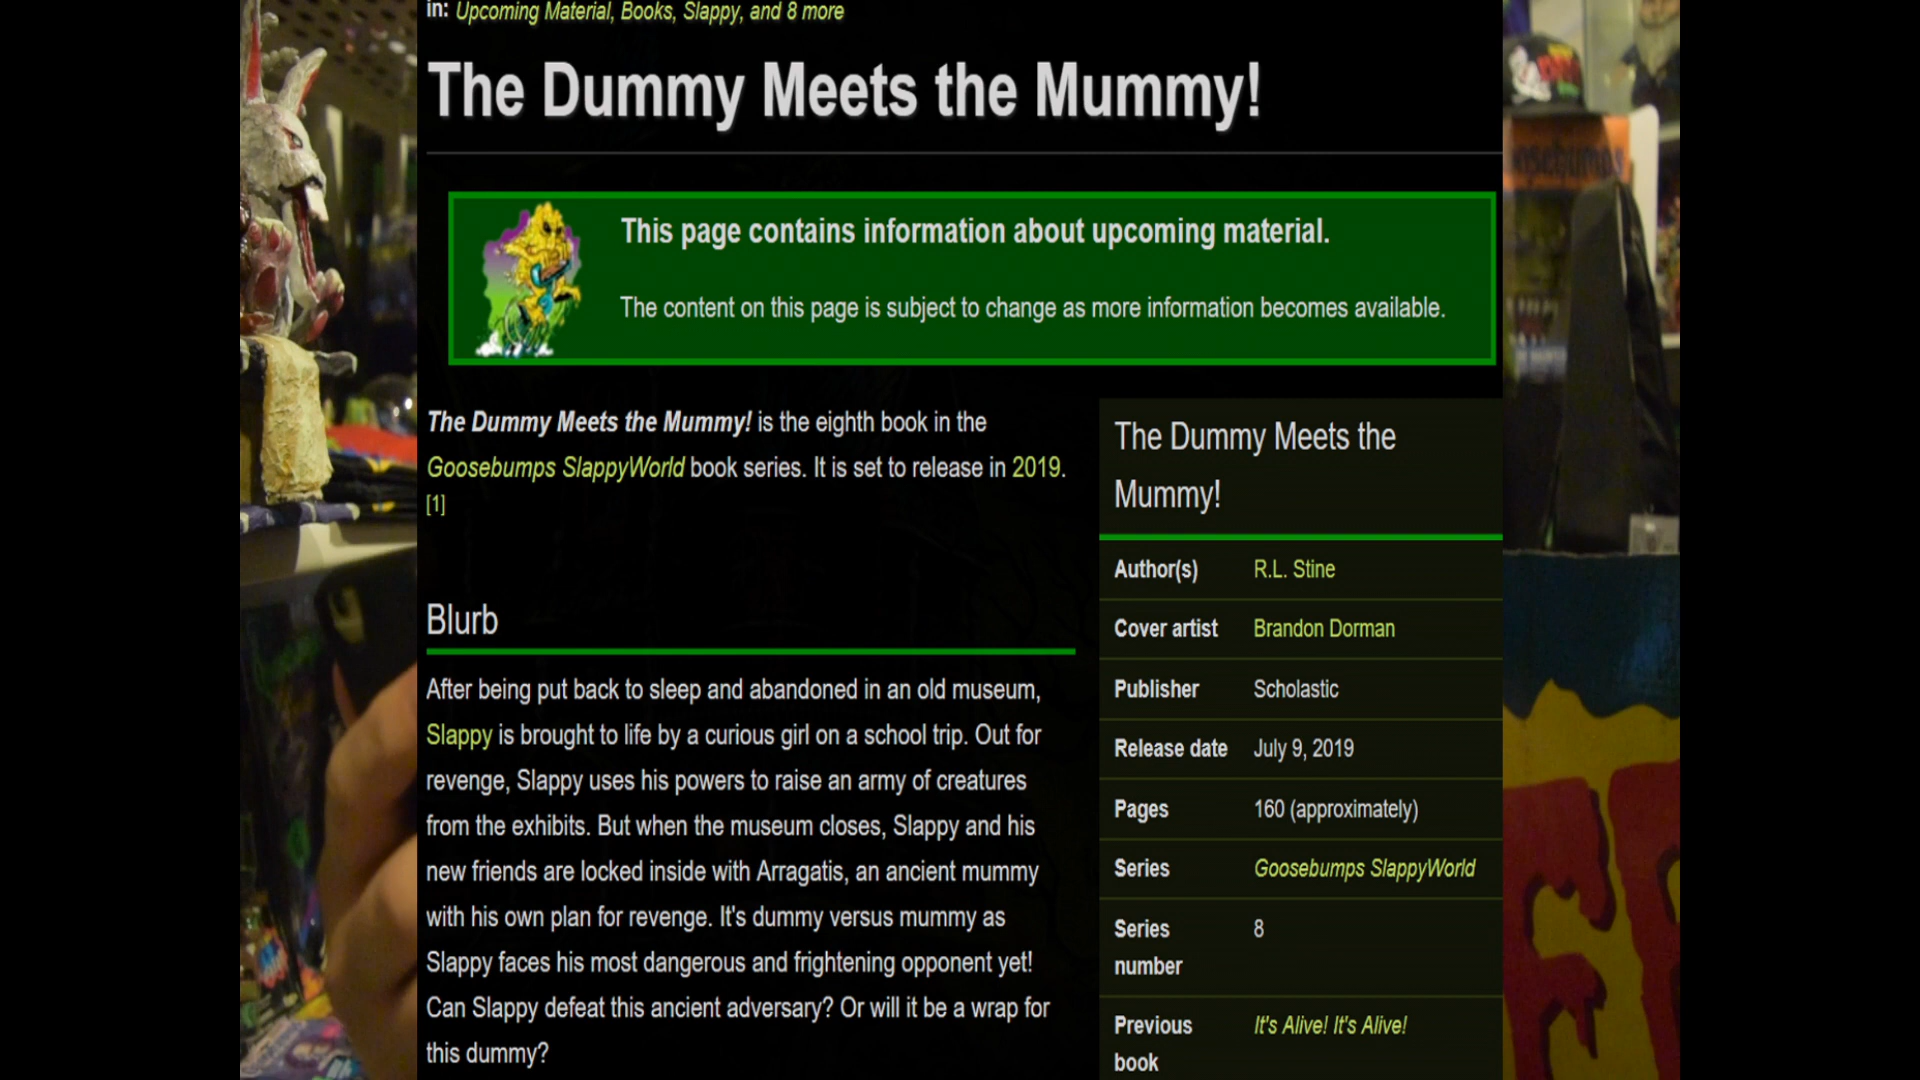 in: Upcoming Material, Books, Slappy, and 8 more
The Dummy Meets the Mummy!
This page contains information about upcoming material.
The content on this page is subject to change as more information becomes available.
The Dummy Meets the Mummy! is the eighth book in the
Goosebumps SlappyWorld book series. It is set to release in 2019.
[1]
Blurb
After being put back to sleep and abandoned in an old museum,
Slappy is brought to life by a curious girl on a school trip. Out for
revenge, Slappy uses his powers to raise an army of creatures
from the exhibits. But when the museum closes, Slappy and his
new friends are locked inside with Arragatis, an ancient mummy
with his own plan for revenge. It's dummy versus mummy as
Slappy faces his most dangerous and frightening opponent yet!
Can Slappy defeat this ancient adversary? Or will it be a wrap for
this dummy?
The Dummy Meets the
Mummy!
Author(s) R.L. Stine
Cover artist Brandon Dorman
Publisher Scholastic
Release date July 9, 2019
Pages 160 (approximately)
Series Goosebumps SlappyWorld
Series 8
number
Previous It's Alive! It's Alive!
book